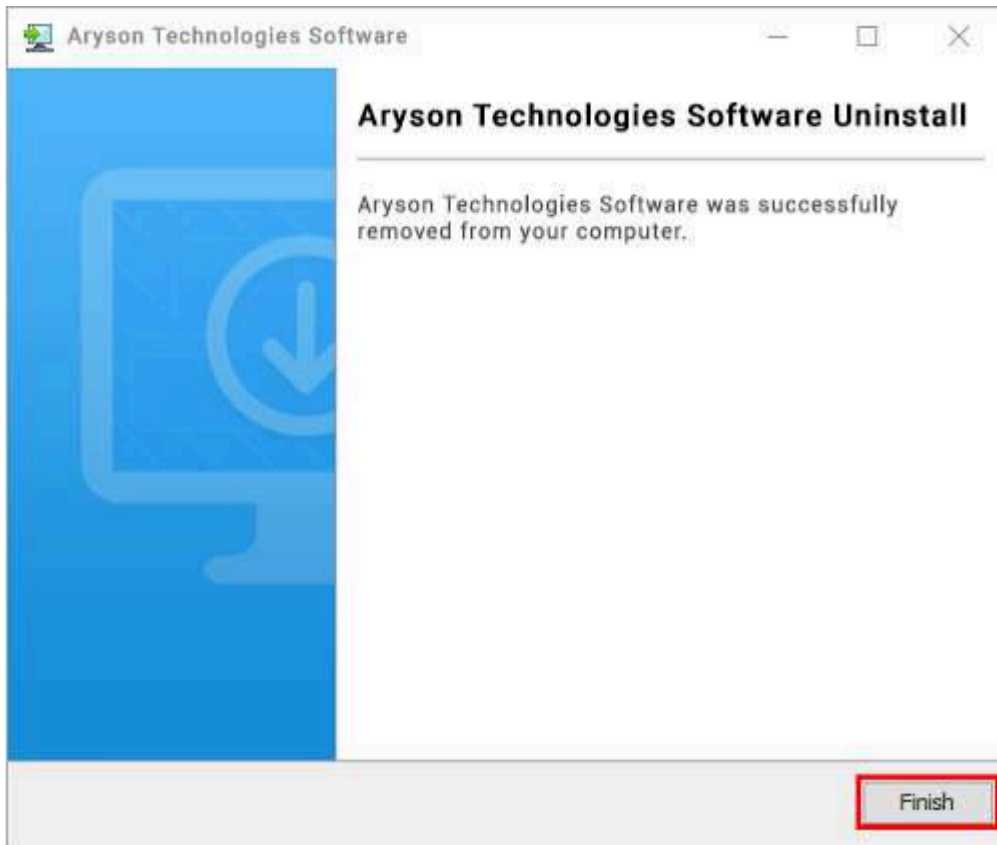 Aryson Technologies Software
Aryson Technologies Software Uninstall
Aryson Technologies Software was successfully
removed from your computer.
Finish